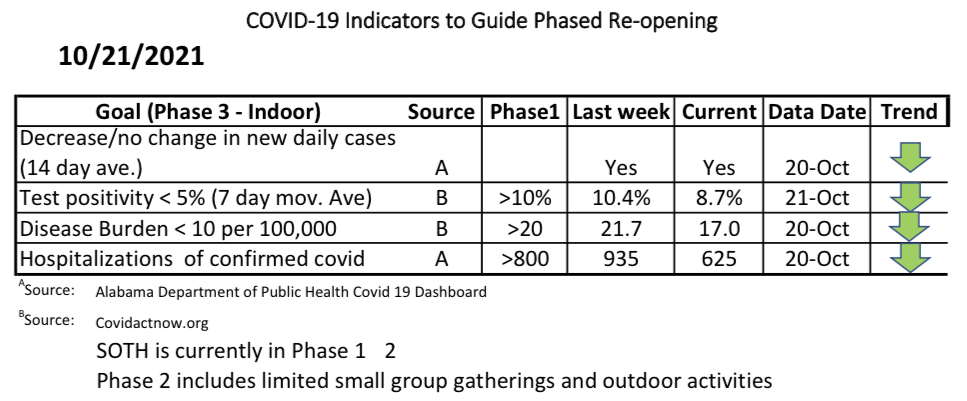 COVID-19 Indicators to Guide Phased Re-opening
10/21/2021
Goal (Phase 3 - Indoor) Source Phase1 Last week Current Data Date Trend
Decrease/no change in new daily cases
(14 day ave.) A Yes Yes 20-Oct
Test positivity < 5% (7 day mov. Ave) B >10% 10.4% 8.7% 21-Oct
Disease Burden < 10 per 100,000 B >20 21.7 17.0 20-Oct
Hospitalizations of confirmed covid A >800 935 625 20-Oct
A Source: Alabama Department of Public Health Covid 19 Dashboard
B Source: Covidactnow.org
SOTH is currently in Phase 1 2
Phase 2 includes limited small group gatherings and outdoor activities